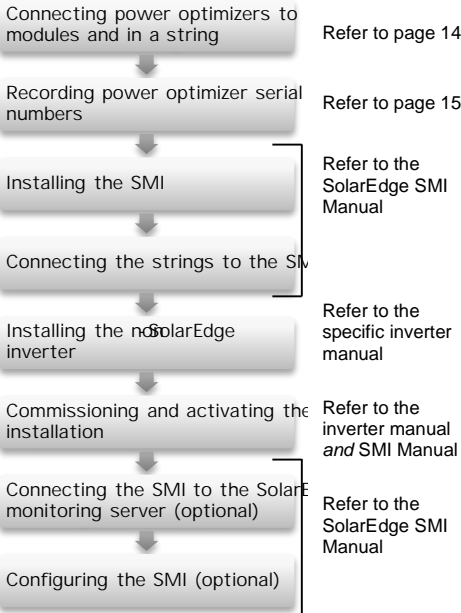 Connecting power optimizers to
modules and in a string
Refer to page 14
Recording power optimizer serial
numbers
Refer to page 15
Installing the SMI
Refer to the
SolarEdge SMI
Manual
Connecting the strings to the
Installing the non-SolarEdge
inverter
Refer to the
specific inverter
manual
Commissioning and activating the
installation
Refer to the
inverter manual
and SMI Manual
Connecting the SMI to the
monitoring server (optional)
Refer to the
SolarEdge SMI
Manual
Configuring the SMI (optional)